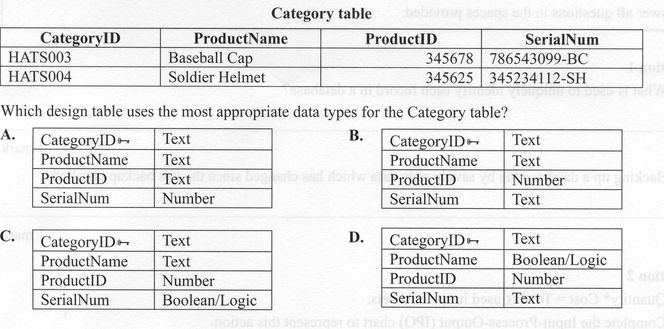 Category table
CategoryID ProductName ProductID SerialNum
HATS003 Baseball Cap 345678 786543099-BC
HATS004 Soldier Helmet 345625 345234112-SH
Which design table uses the most appropriate data types for the Category table?
A.
CategoryID Text
ProductName Text
ProductID Text
SerialNum Number
B.
CategoryID Text
ProductName Text
ProductID Number
SerialNum Text
C.
CategoryID Text
ProductName Text
ProductID Number
SerialNum Boolean/Logic
D.
CategoryID Text
ProductName Boolean/Logic
ProductID Number
SerialNum Text